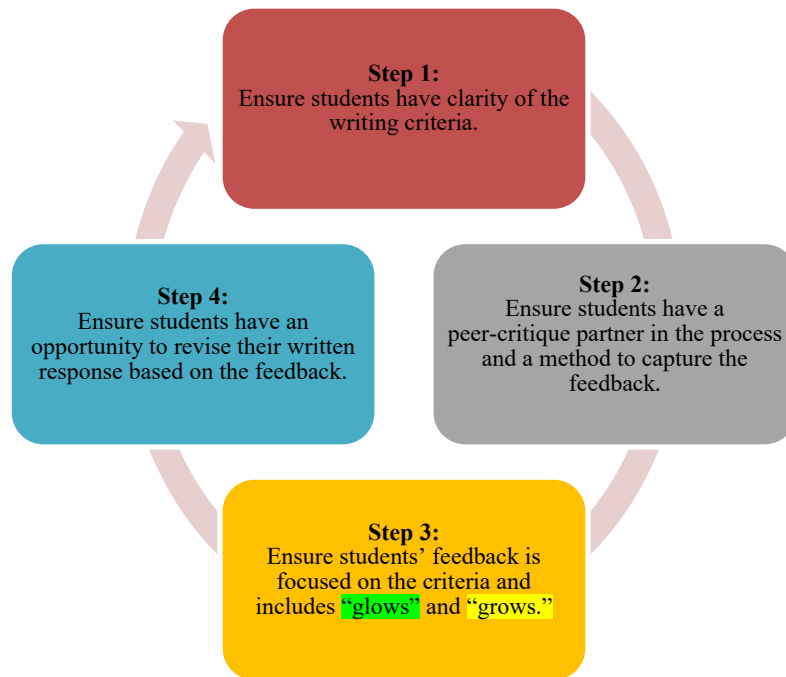 Step 1:
Ensure students have clarity of the
writing criteria.
Step 2:
Ensure students have a
peer-critique partner in the process
and a method to capture the
feedback.
Step 3:
Ensure students’ feedback is
focused on the criteria and
includes “glows” and “grows.”
Step 4:
Ensure students have an
opportunity to revise their written
response based on the feedback.